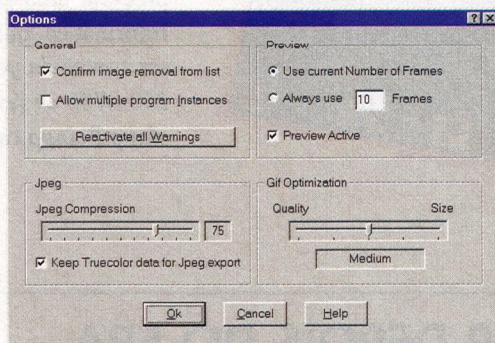 Options
General
Confirm image removal from list
Allow multiple program Instances
Reactivate all Warnings
Preview
Use current Number of Frames
Always use 10 Frames
Preview Active
Jpeg
Jpeg Compression
75
Keep Truecolor data for Jpeg export
Gif Optimization
Quality Size
Medium
Ok Cancel Help